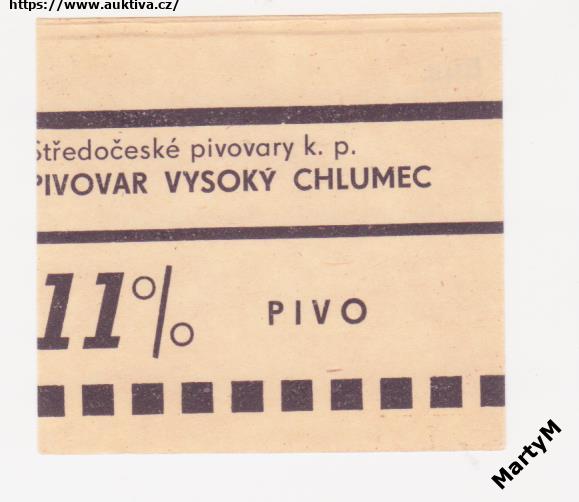 https://www.auktiva.cz/
Středočeské pivovary k. p.
PIVOVAR VYSOKÝ CHLUMEC
11% PIVO
MartyM